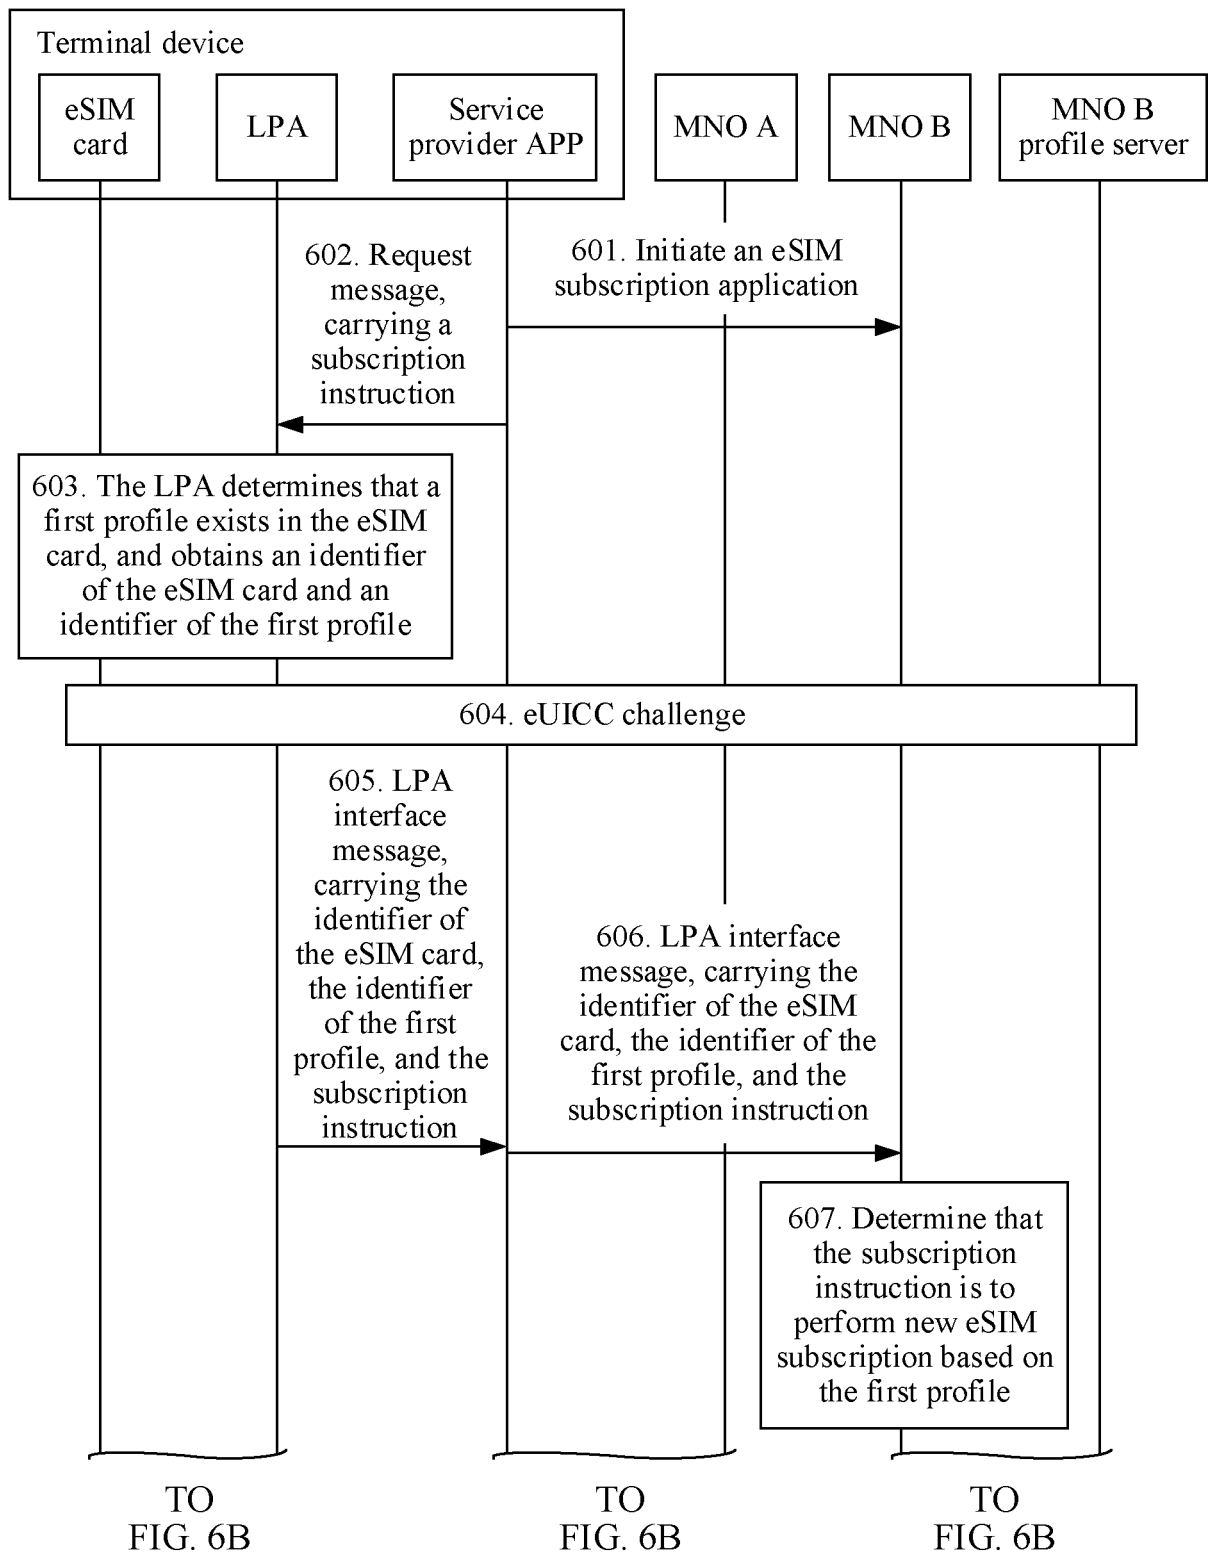 Terminal device
eSIM
card
LPA
Service
provider APP
MNO A
MNO B
MNO B
profile server
601. Initiate an eSIM
subscription application
602. Request
message,
carrying a
subscription
instruction
603. The LPA determines that a
first profile exists in the eSIM
card, and obtains an identifier
of the eSIM card and an
identifier of the first profile
604. eUICC challenge
605. LPA
interface
message,
carrying the
identifier of
the eSIM card,
the identifier
of the first
profile, and the
subscription
instruction
606. LPA interface
message, carrying the
identifier of the eSIM
card, the identifier of the
first profile, and the
subscription instruction
607. Determine that
the subscription
instruction is to
perform new eSIM
subscription based on
the first profile
TO
FIG. 6B
TO
FIG. 6B
TO
FIG. 6B